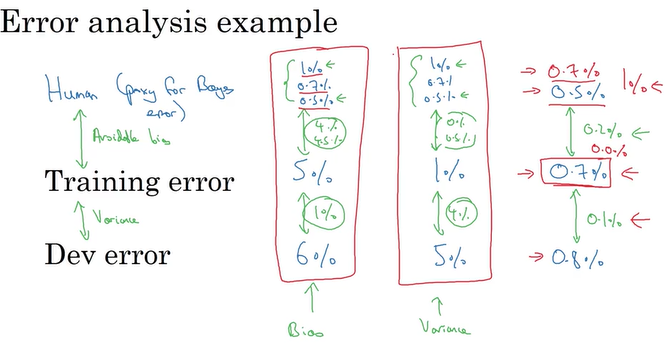 Error analysis example
Human (proxy for Bayes error)
1% 0.7% 0.5%
1% 0.7% 0.5%
0.7% 0.5% 1%
Avoidable bias
4% 4.5%
0% 0.5%
0.2% 0.0%
Training error
5%
1%
0.7%
Variance
1%
4%
0.1%
Dev error
6%
5%
0.8%
Bias
Variance